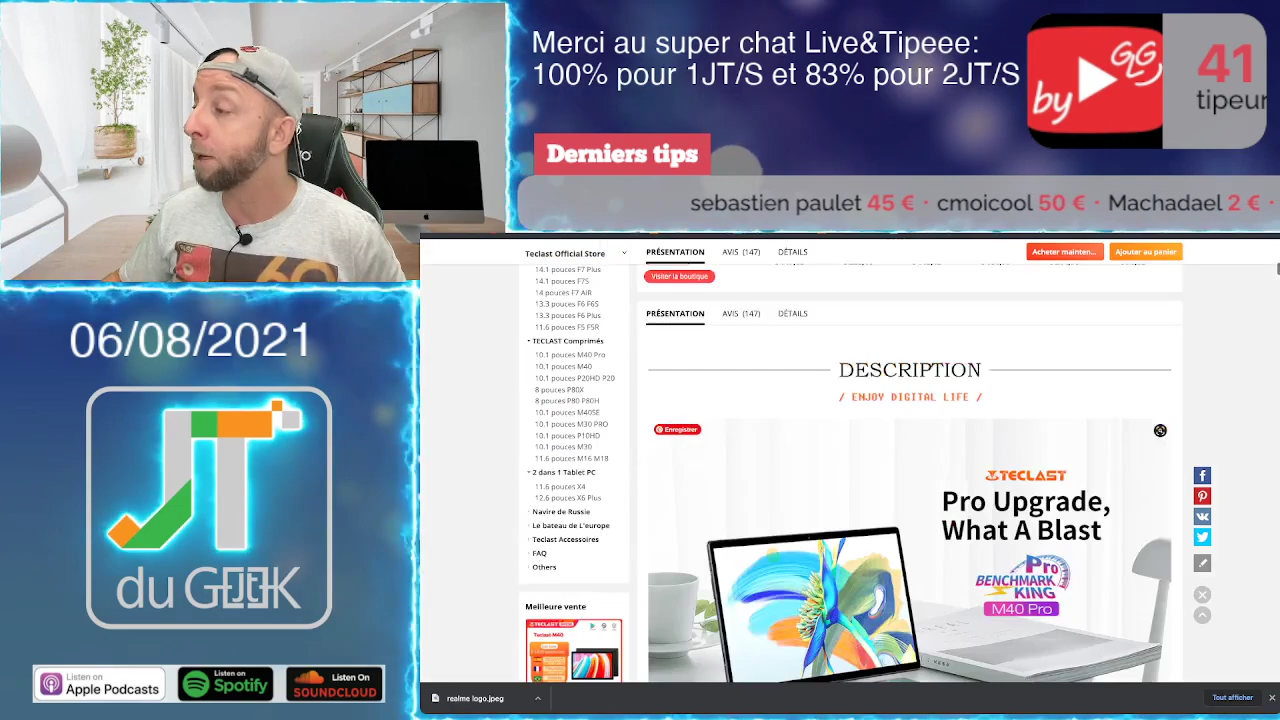 Merci au super chat Live&Tipeee:
100% pour 1JT/S et 83% pour 2JT/S
by GLG
41
tipeur
Derniers tips
sebastien paulet 45 € · cmoicool 50 € · Machadael 2 € ·
06/08/2021
JT
du GEEK
Listen on
Apple Podcasts
Listen on
Spotify
Listen On
SOUNDCLOUD
Teclast Official Store
PRÉSENTATION
AVIS (147)
DÉTAILS
Acheter mainten...
Ajouter au panier
Visiter la boutique
14.1 pouces F7 Plus
14.1 pouces F7S
14 pouces F7 AIR
13.3 pouces F6 F6S
13.3 pouces F6 Plus
11.6 pouces F5 F5R
TECLAST Comprimés
10.1 pouces M40 Pro
10.1 pouces M40
10.1 pouces P20HD P20
8 pouces P80X
8 pouces P80 P80H
10.1 pouces M40SE
10.1 pouces M30 PRO
10.1 pouces P10HD
10.1 pouces M30
11.6 pouces M16 M18
2 dans 1 Tablet PC
11.6 pouces X4
12.6 pouces X6 Plus
Navire de Russie
Le bateau de L'europe
Teclast Accessoires
FAQ
Others
Meilleure vente
Teclast M40
PRÉSENTATION
AVIS (147)
DÉTAILS
DESCRIPTION
/ ENJOY DIGITAL LIFE /
Enregistrer
TECLAST
Pro Upgrade,
What A Blast
Pro
BENCHMARK
KING
M40 Pro
realme logo.jpeg
Tout afficher